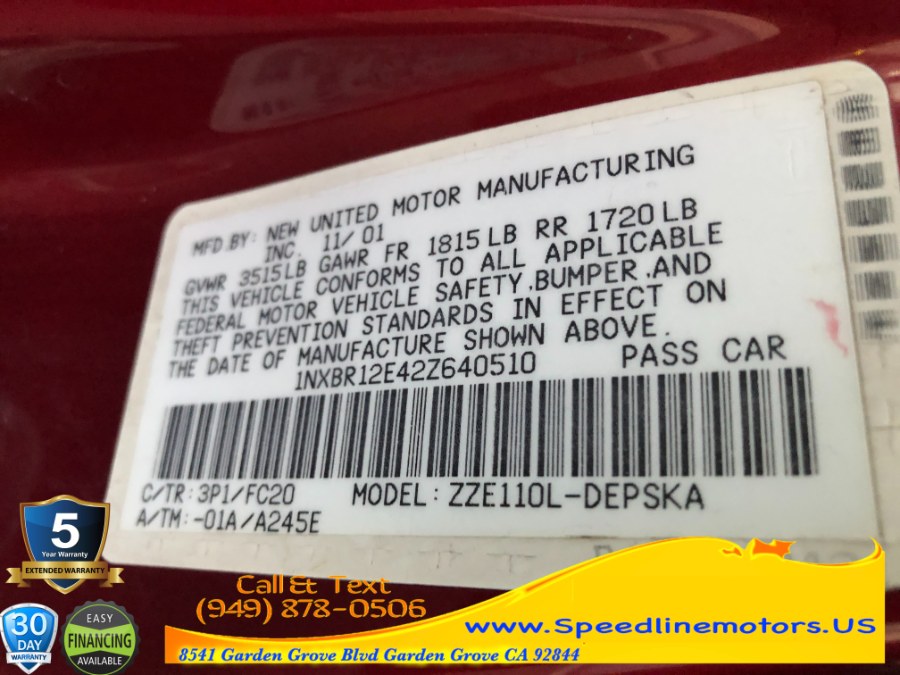 MFD BY: NEW UNITED MOTOR MANUFACTURING
INC. 11/01
GVWR 3515LB GAWR FR 1815 LB RR 1720 LB
THIS VEHICLE CONFORMS TO ALL APPLICABLE
FEDERAL MOTOR VEHICLE SAFETY,BUMPER,AND
THEFT PREVENTION STANDARDS IN EFFECT ON
THE DATE OF MANUFACTURE SHOWN ABOVE.
1NXBR12E42Z640510 PASS CAR
C/TR: 3P1/FC20 MODEL: ZZE110L-DEPSKA
A/TM: -01A/A245E
5
Year Warranty
EXTENDED WARRANTY
30
DAY
WARRANTY
EASY
FINANCING
AVAILABLE
Call & Text
(949) 878-0506
www.Speedlinemotors.US
8541 Garden Grove Blvd Garden Grove CA 92844